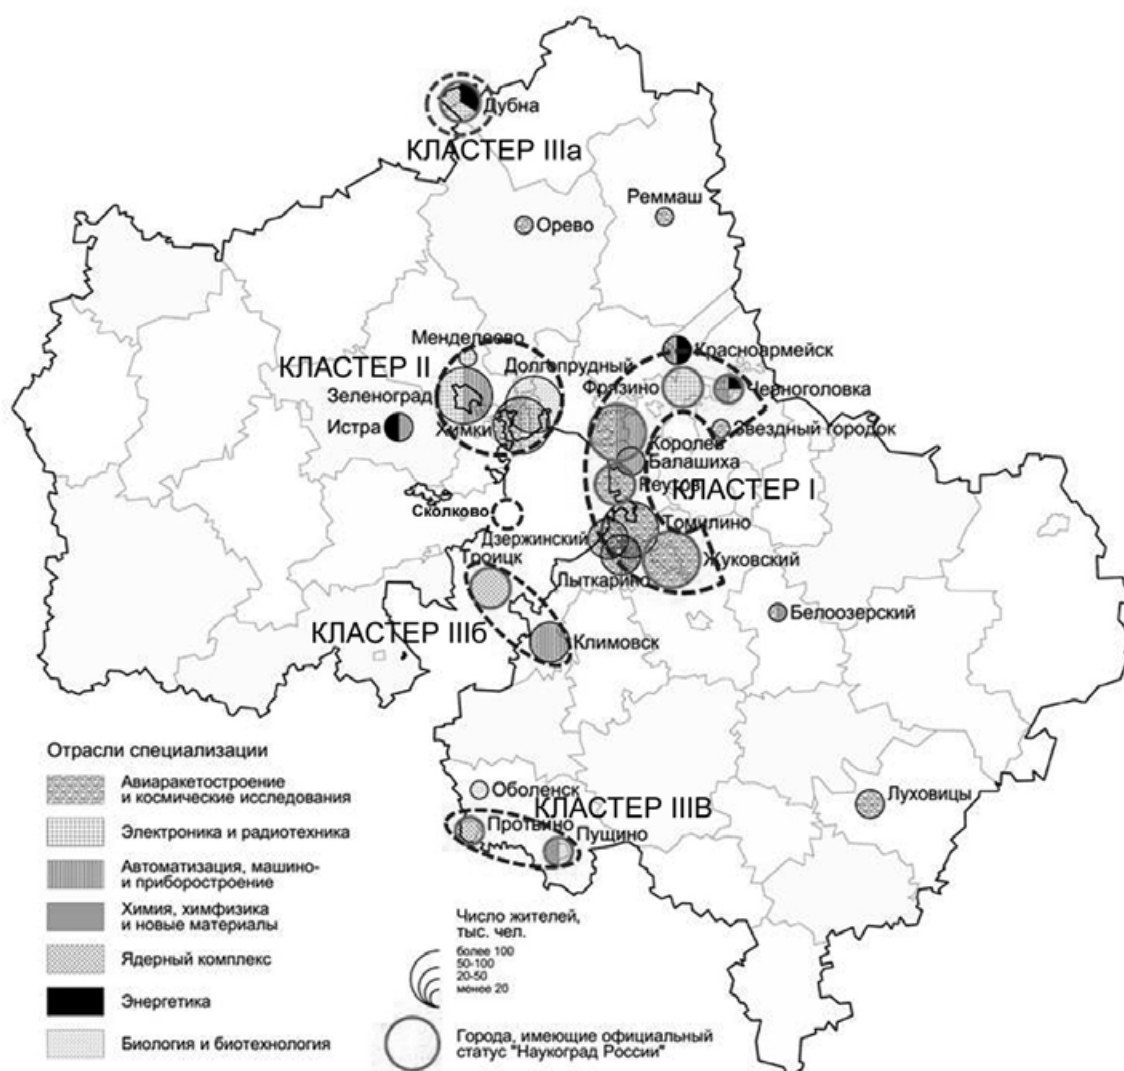 Дубна
КЛАСТЕР IIIа
Реммаш
Орево
Менделеево
КЛАСТЕР II
Долгопрудный
Красноармейск
Зеленоград
Фрязино
Черноголовка
Истра
Химки
Звездный городок
Королев
Балашиха
Реутов
КЛАСТЕР I
Сколково
Дзержинский
Томилино
Троицк
Жуковский
Лыткарино
Белоозерский
КЛАСТЕР IIIб
Климовск
Отрасли специализации
Авиаракетостроение
и космические исследования
Электроника и радиотехника
Автоматизация, машино-
и приборостроение
Химия, химфизика
и новые материалы
Ядерный комплекс
Энергетика
Биология и биотехнология
Оболенск
КЛАСТЕР IIIВ
Луховицы
Протвино
Пущино
Число жителей,
тыс. чел.
более 100
50-100
20-50
менее 20
Города, имеющие официальный
статус "Наукоград России"